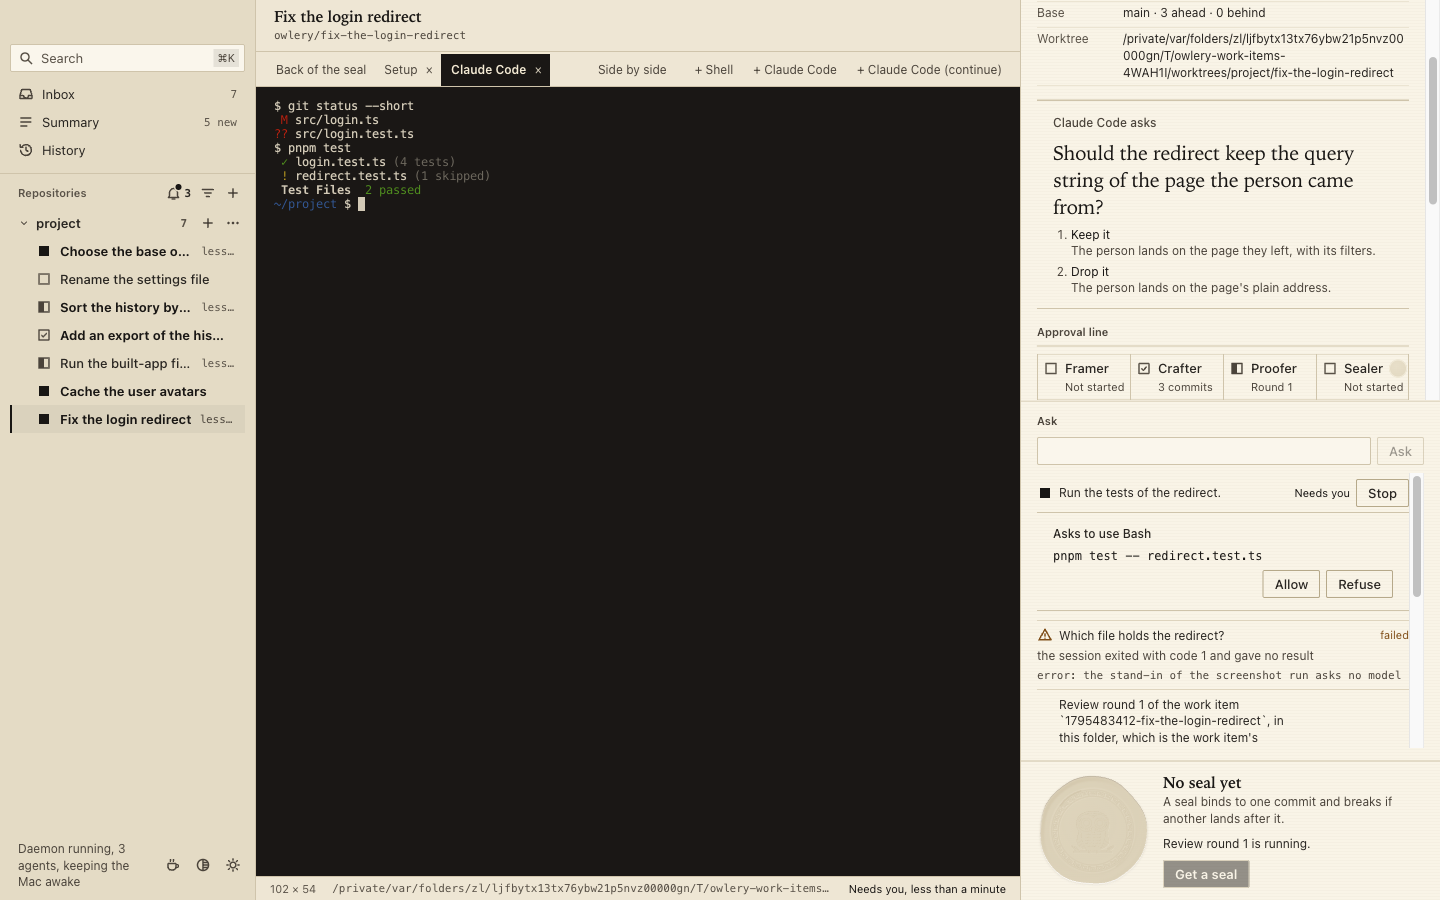 Search ⌘K
Inbox 7
Summary 5 new
History
Repositories 3
project 7
Choose the base o... less...
Rename the settings file
Sort the history by... less...
Add an export of the his...
Run the built-app fi... less...
Cache the user avatars
Fix the login redirect less...
Daemon running, 3
agents, keeping the
Mac awake
Fix the login redirect
owlery/fix-the-login-redirect
Back of the seal Setup × Claude Code × Side by side + Shell + Claude Code + Claude Code (continue)
$ git status --short
M src/login.ts
?? src/login.test.ts
$ pnpm test
✓ login.test.ts (4 tests)
! redirect.test.ts (1 skipped)
Test Files 2 passed
~/project $
102 × 54 /private/var/folders/zl/ljfbytx13tx76ybw21p5nvz00000gn/T/owlery-work-items… Needs you, less than a minute
Base main · 3 ahead · 0 behind
Worktree /private/var/folders/zl/ljfbytx13tx76ybw21p5nvz00
000gn/T/owlery-work-items-
4WAH1l/worktrees/project/fix-the-login-redirect
Claude Code asks
Should the redirect keep the query
string of the page the person came
from?
1. Keep it
The person lands on the page they left, with its filters.
2. Drop it
The person lands on the page's plain address.
Approval line
Framer Crafter Proofer Sealer
Not started 3 commits Round 1 Not started
Ask
Ask
Run the tests of the redirect. Needs you Stop
Asks to use Bash
pnpm test -- redirect.test.ts
Allow Refuse
Which file holds the redirect? failed
the session exited with code 1 and gave no result
error: the stand-in of the screenshot run asks no model
Review round 1 of the work item
`1795483412-fix-the-login-redirect`, in
this folder, which is the work item's
No seal yet
A seal binds to one commit and breaks if
another lands after it.
Review round 1 is running.
Get a seal